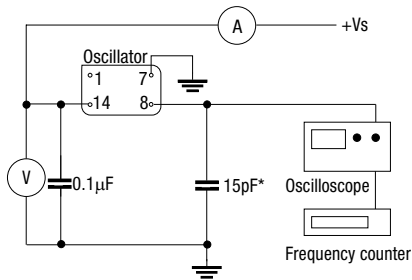 A
+Vs
Oscillator
1
7
14
8
V
0.1μF
15pF*
Oscilloscope
Frequency counter